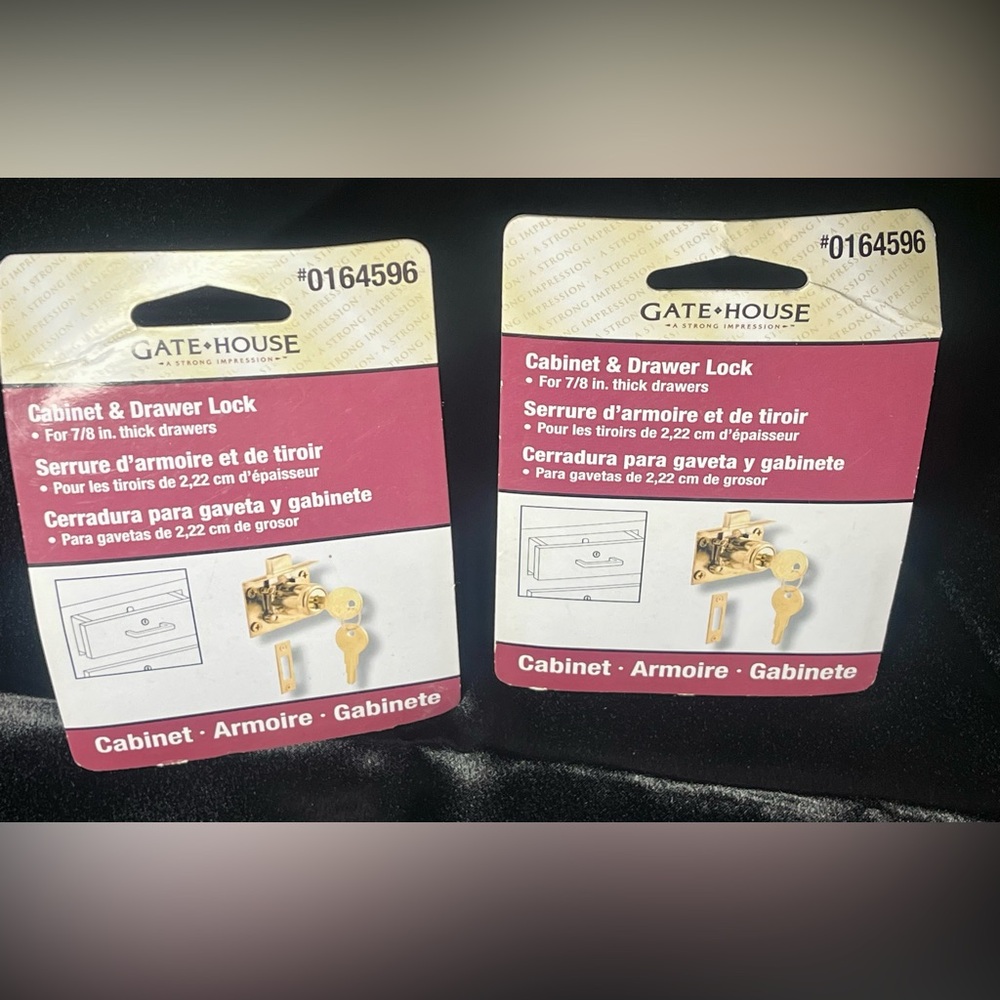 #0164596
GATE HOUSE
A STRONG IMPRESSION
Cabinet & Drawer Lock
• For 7/8 in. thick drawers
Serrure d'armoire et de tiroir
• Pour les tiroirs de 2,22 cm d'épaisseur
Cerradura para gaveta y gabinete
• Para gavetas de 2,22 cm de grosor
Cabinet · Armoire · Gabinete
#0164596
GATE HOUSE
A STRONG IMPRESSION
Cabinet & Drawer Lock
• For 7/8 in. thick drawers
Serrure d'armoire et de tiroir
• Pour les tiroirs de 2,22 cm d'épaisseur
Cerradura para gaveta y gabinete
• Para gavetas de 2,22 cm de grosor
Cabinet · Armoire · Gabinete